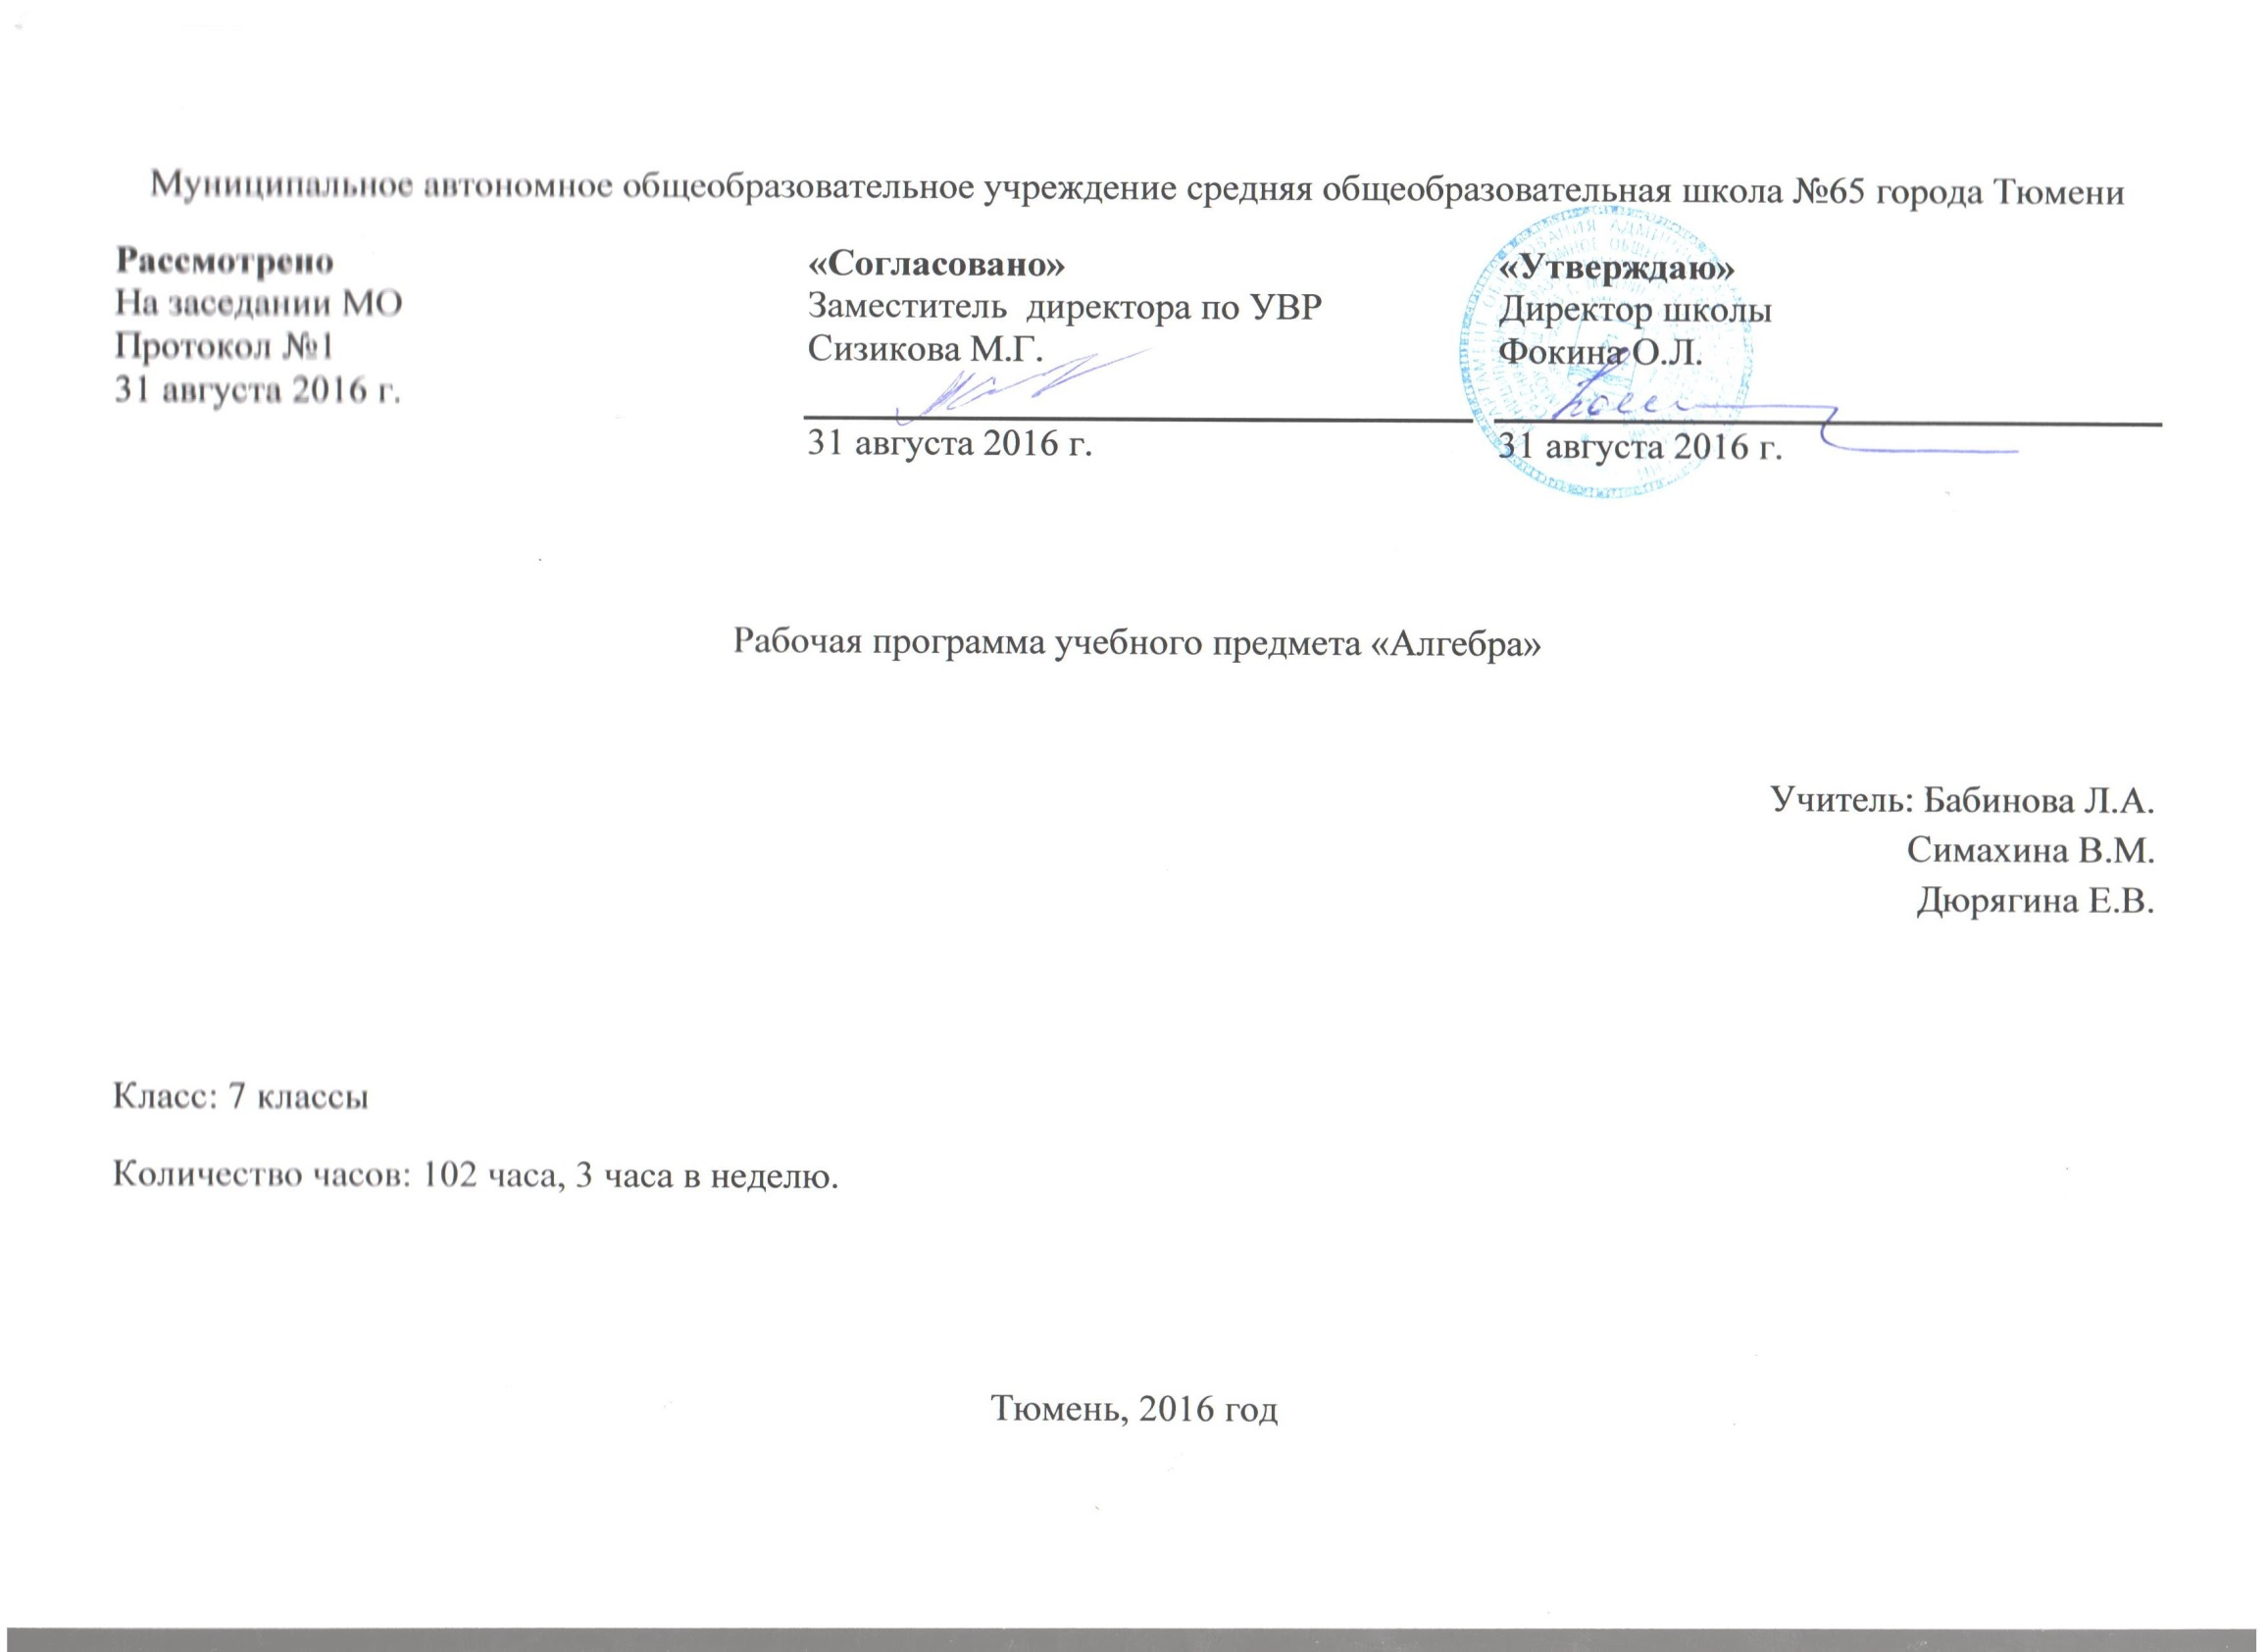 Муниципальное автономное общеобразовательное учреждение средняя общеобразовательная школа №65 города Тюмени
Рассмотрено
На заседании МО
Протокол №1
31 августа 2016 г.
«Согласовано»
Заместитель директора по УВР
Сизикова М.Г.
31 августа 2016 г.
«Утверждаю»
Директор школы
Фокина О.Л.
31 августа 2016 г.
Рабочая программа учебного предмета «Алгебра»
Учитель: Бабинова Л.А.
Симахина В.М.
Дюрягина Е.В.
Класс: 7 классы
Количество часов: 102 часа, 3 часа в неделю.
Тюмень, 2016 год